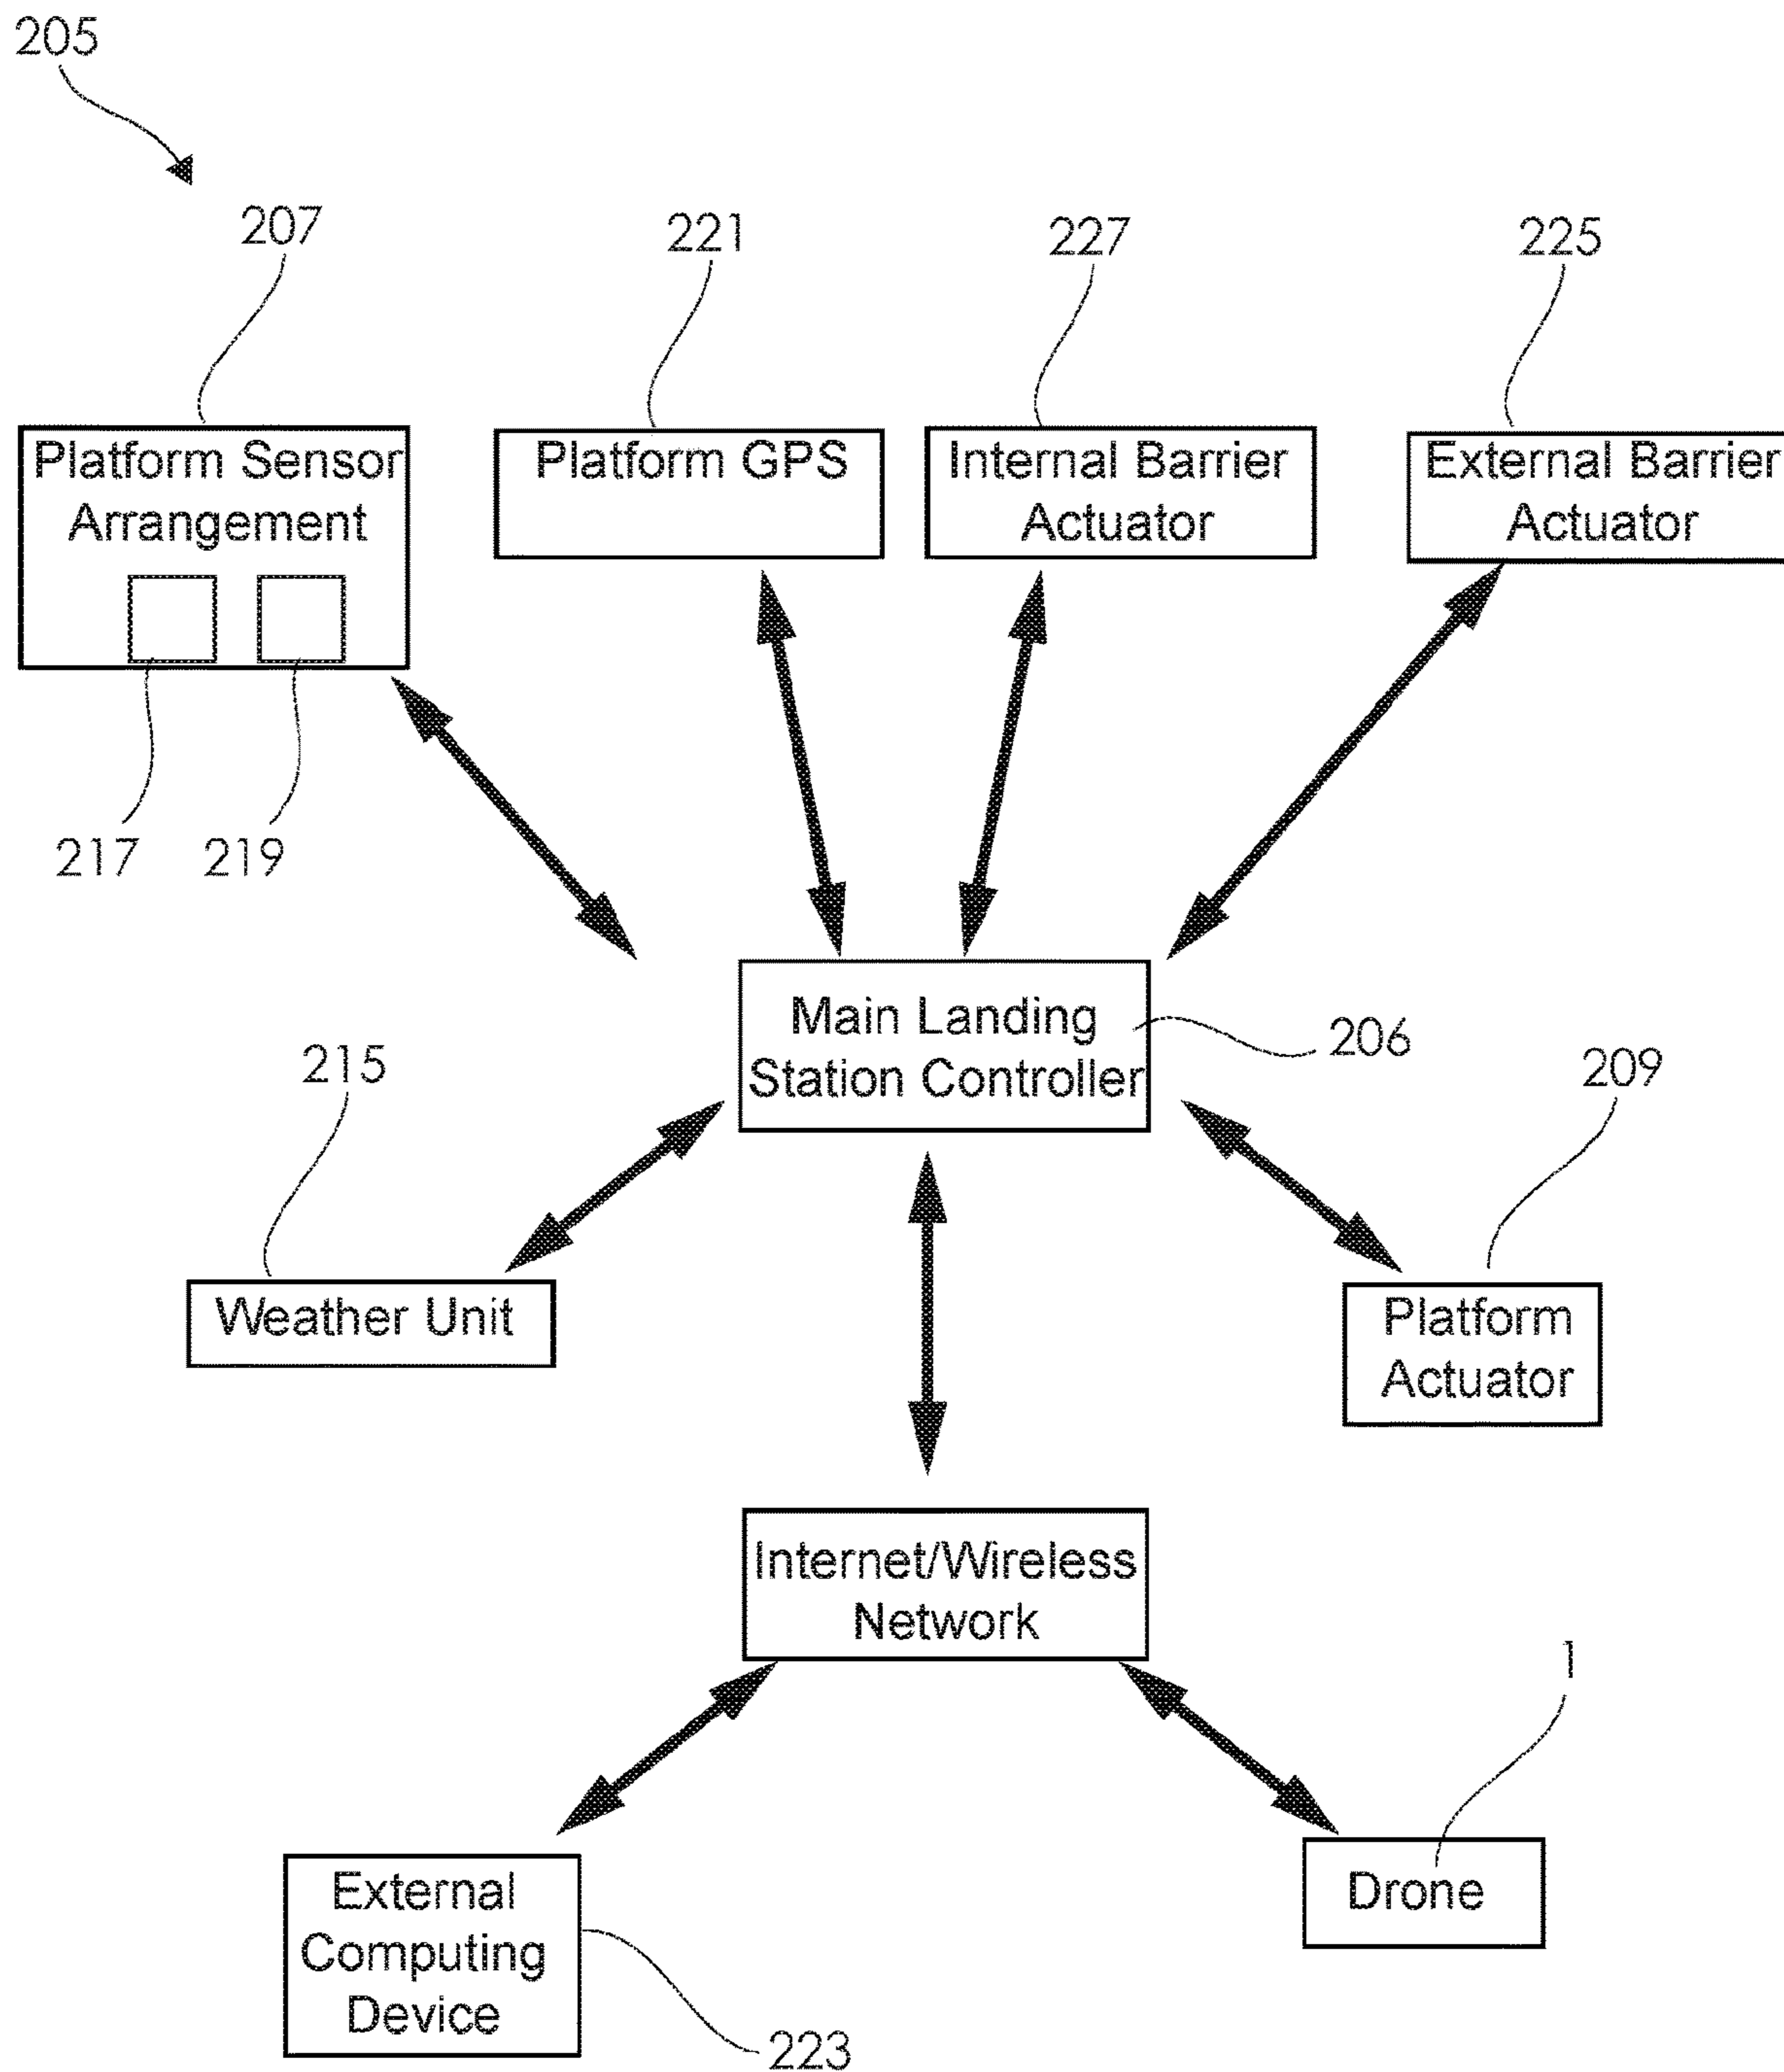 205
207
221
227
225
Platform Sensor
Arrangement
Platform GPS
Internal Barrier
Actuator
External Barrier
Actuator
217
219
Main Landing
Station Controller
206
215
209
Weather Unit
Platform
Actuator
Internet/Wireless
Network
1
External
Computing
Device
Drone
223